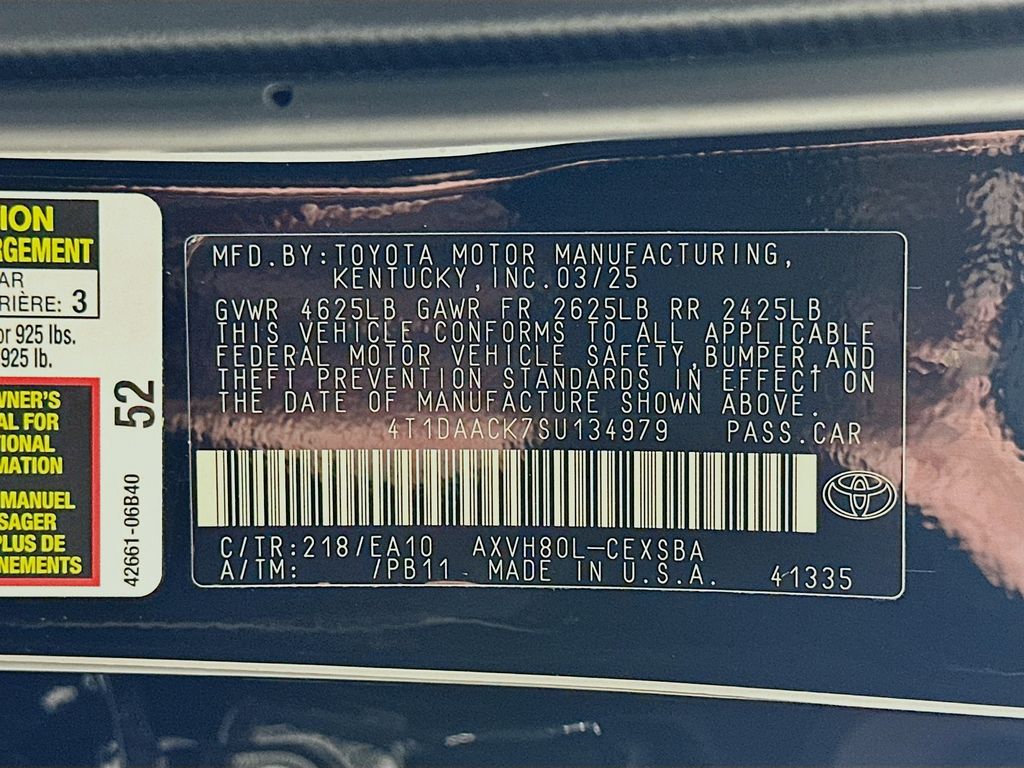 ION
RGEMENT
AR
RIÈRE: 3
or 925 lbs.
925 lb.
WNER'S
AL FOR
IONAL
MATION
MANUEL
SAGER
PLUS DE
NEMENTS
52
42661-06B40
MFD.BY:TOYOTA MOTOR MANUFACTURING,
KENTUCKY,INC.03/25
GVWR 4625LB GAWR FR 2625LB RR 2425LB
THIS VEHICLE CONFORMS TO ALL APPLICABLE
FEDERAL MOTOR VEHICLE SAFETY,BUMPER,AND
THEFT PREVENTION STANDARDS IN EFFECT ON
THE DATE OF MANUFACTURE SHOWN ABOVE.
4T1DAACK7SU134979 PASS.CAR
C/TR:218/EA10 AXVH80L-CEXSBA
A/TM: /PB11 MADE IN U.S.A. 41335